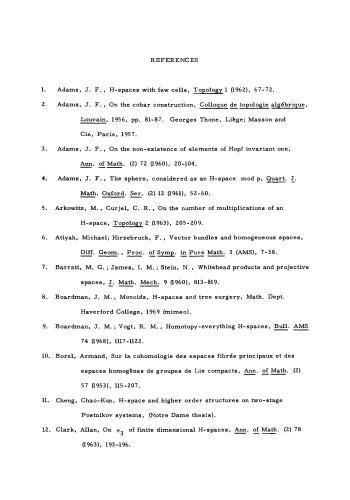 REFERENCES
1. Adams, J. F., H-spaces with few cells, Topology 1 (1962), 67-72.
2. Adams, J. F., On the cobar construction, Colloque de topologie algébrique,
Louvain, 1956, pp. 81-87. Georges Thone, Liège; Masson and
Cie, Paris, 1957.
3. Adams, J. F., On the non-existence of elements of Hopf invariant one,
Ann. of Math. (2) 72 (1960), 20-104.
4. Adams, J. F., The sphere, considered as an H-space mod p, Quart. J.
Math. Oxford. Ser. (2) 12 (1961), 52-60.
5. Arkowitz, M., Curjel, C. R., On the number of multiplications of an
H-space, Topology 2 (1963), 205-209.
6. Atiyah, Michael; Hirzebruch, F., Vector bundles and homogeneous spaces,
Diff. Geom., Proc. of Symp. in Pure Math. 3 (AMS), 7-38.
7. Barratt, M. G.; James, I. M.; Stein, N., Whitehead products and projective
spaces, J. Math. Mech. 9 (1960), 813-819.
8. Boardman, J. M., Monoids, H-spaces and tree surgery, Math. Dept.
Haverford College, 1969 (mimeo).
9. Boardman, J. M.; Vogt, R. M., Homotopy-everything H-spaces, Bull. AMS
74 (1968), 1117-1122.
10. Borel, Armand, Sur la cohomologie des espaces fibrés principaux et des
espaces homogènes de groupes de Lie compacts, Ann. of Math. (2)
57 (1953), 115-207.
11. Cheng, Chao-Kun, H-space and higher order structures on two-stage
Postnikov systems, (Notre Dame thesis).
12. Clark, Allan, On π₃ of finite dimensional H-spaces, Ann. of Math. (2) 78
(1963), 193-196.